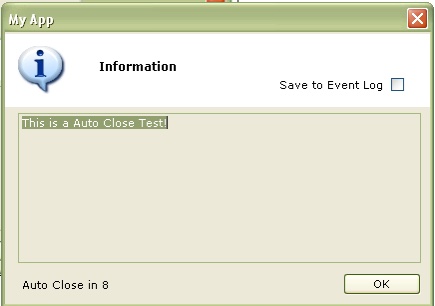 My App
Information
Save to Event Log
This is a Auto Close Test!
Auto Close in 8
OK